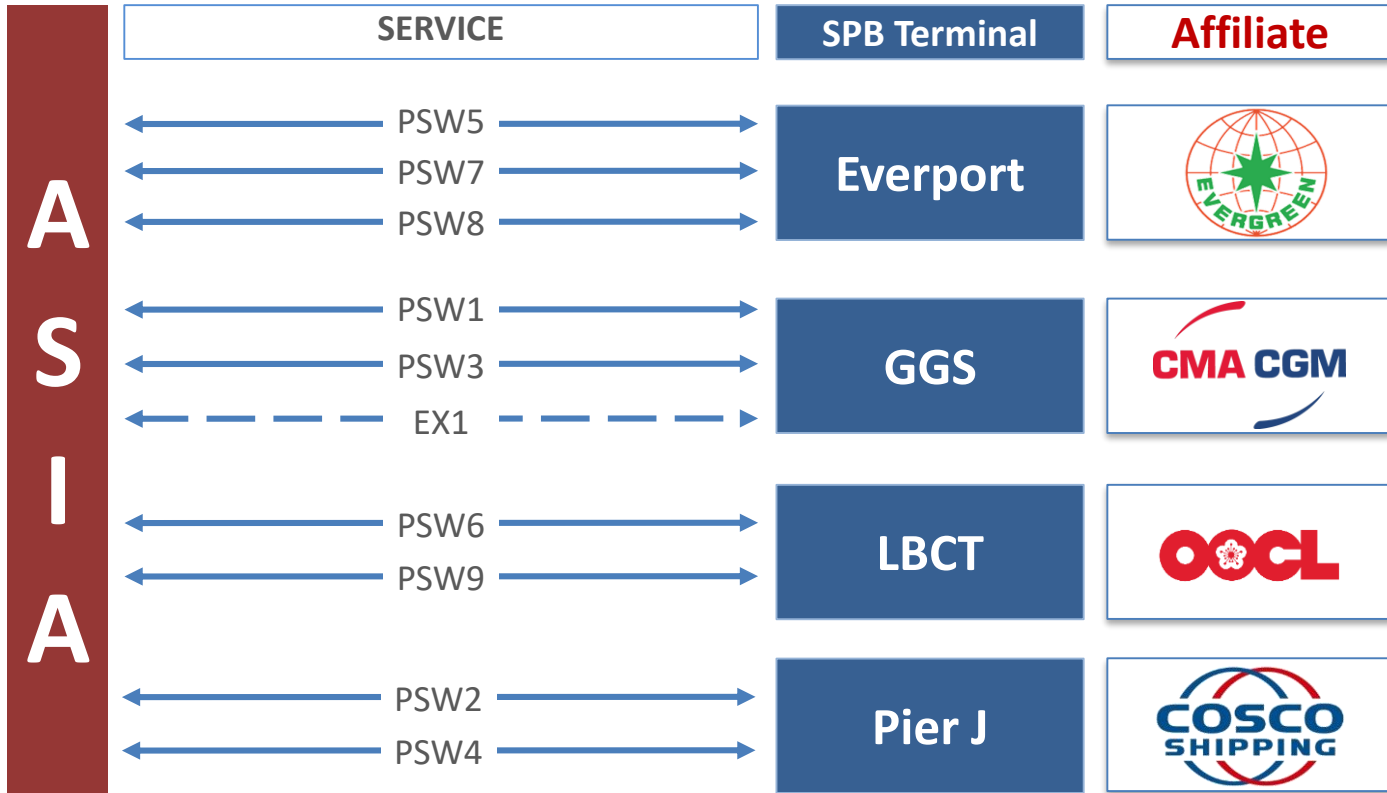 SERVICE
SPB Terminal
Affiliate
A
S
I
A
PSW5
PSW7
PSW8
Everport
EVERGREEN
PSW1
PSW3
EX1
GGS
CMA CGM
PSW6
PSW9
LBCT
OOCL
PSW2
PSW4
Pier J
COSCO
SHIPPING